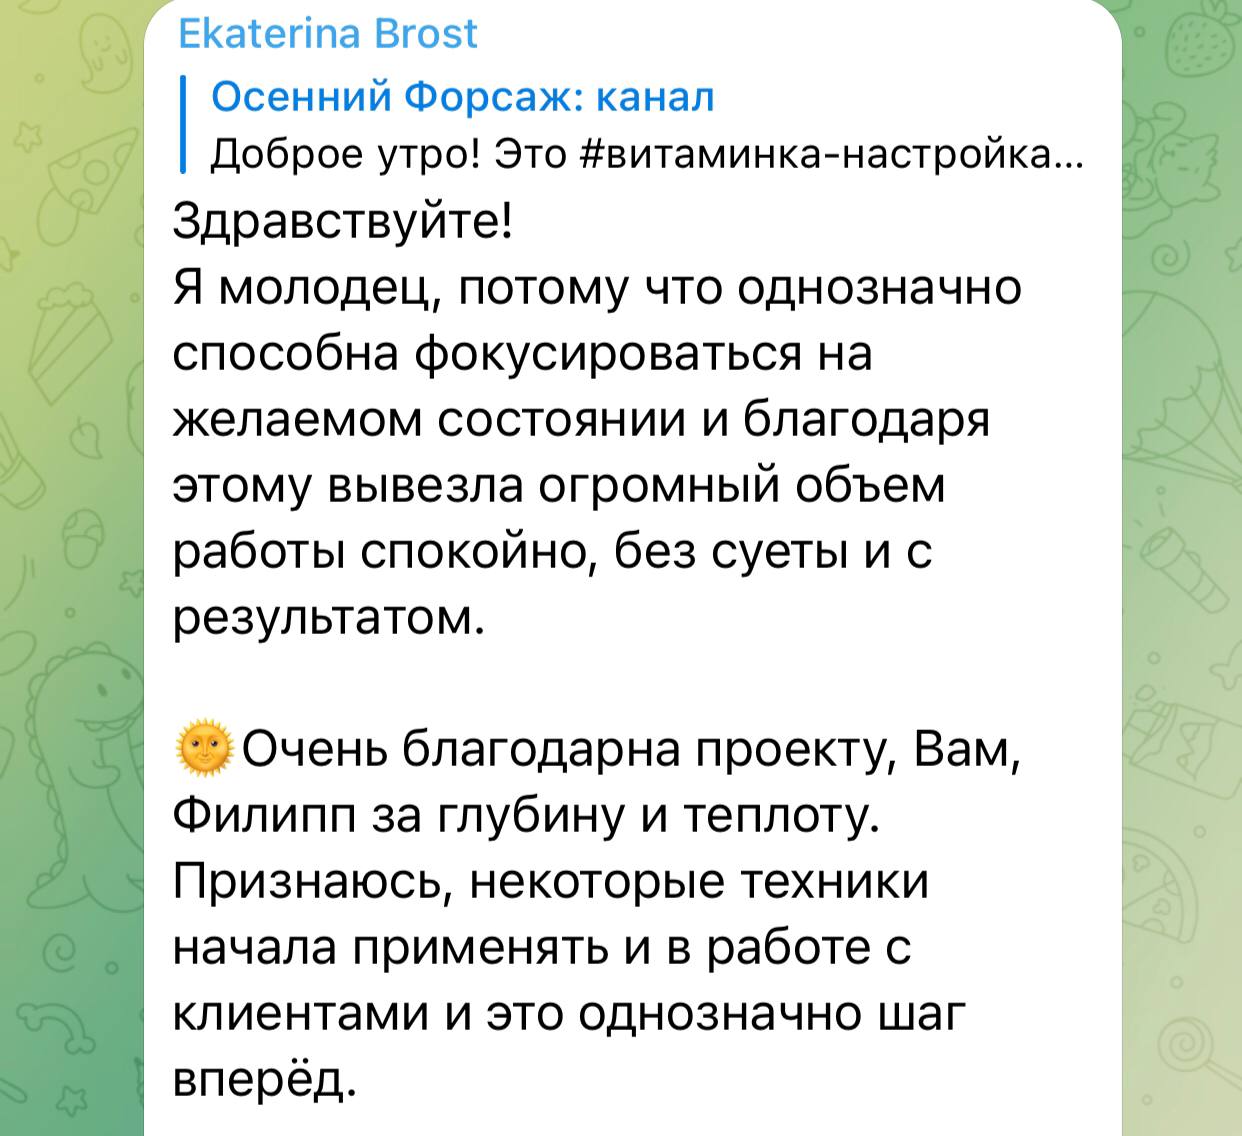 Ekaterina Brost
Осенний Форсаж: канал
Доброе утро! Это #витаминка-настройка...
Здравствуйте!
Я молодец, потому что однозначно
способна фокусироваться на
желаемом состоянии и благодаря
этому вывезла огромный объем
работы спокойно, без суеты и с
результатом.
🌞Очень благодарна проекту, Вам,
Филипп за глубину и теплоту.
Признаюсь, некоторые техники
начала применять и в работе с
клиентами и это однозначно шаг
вперёд.